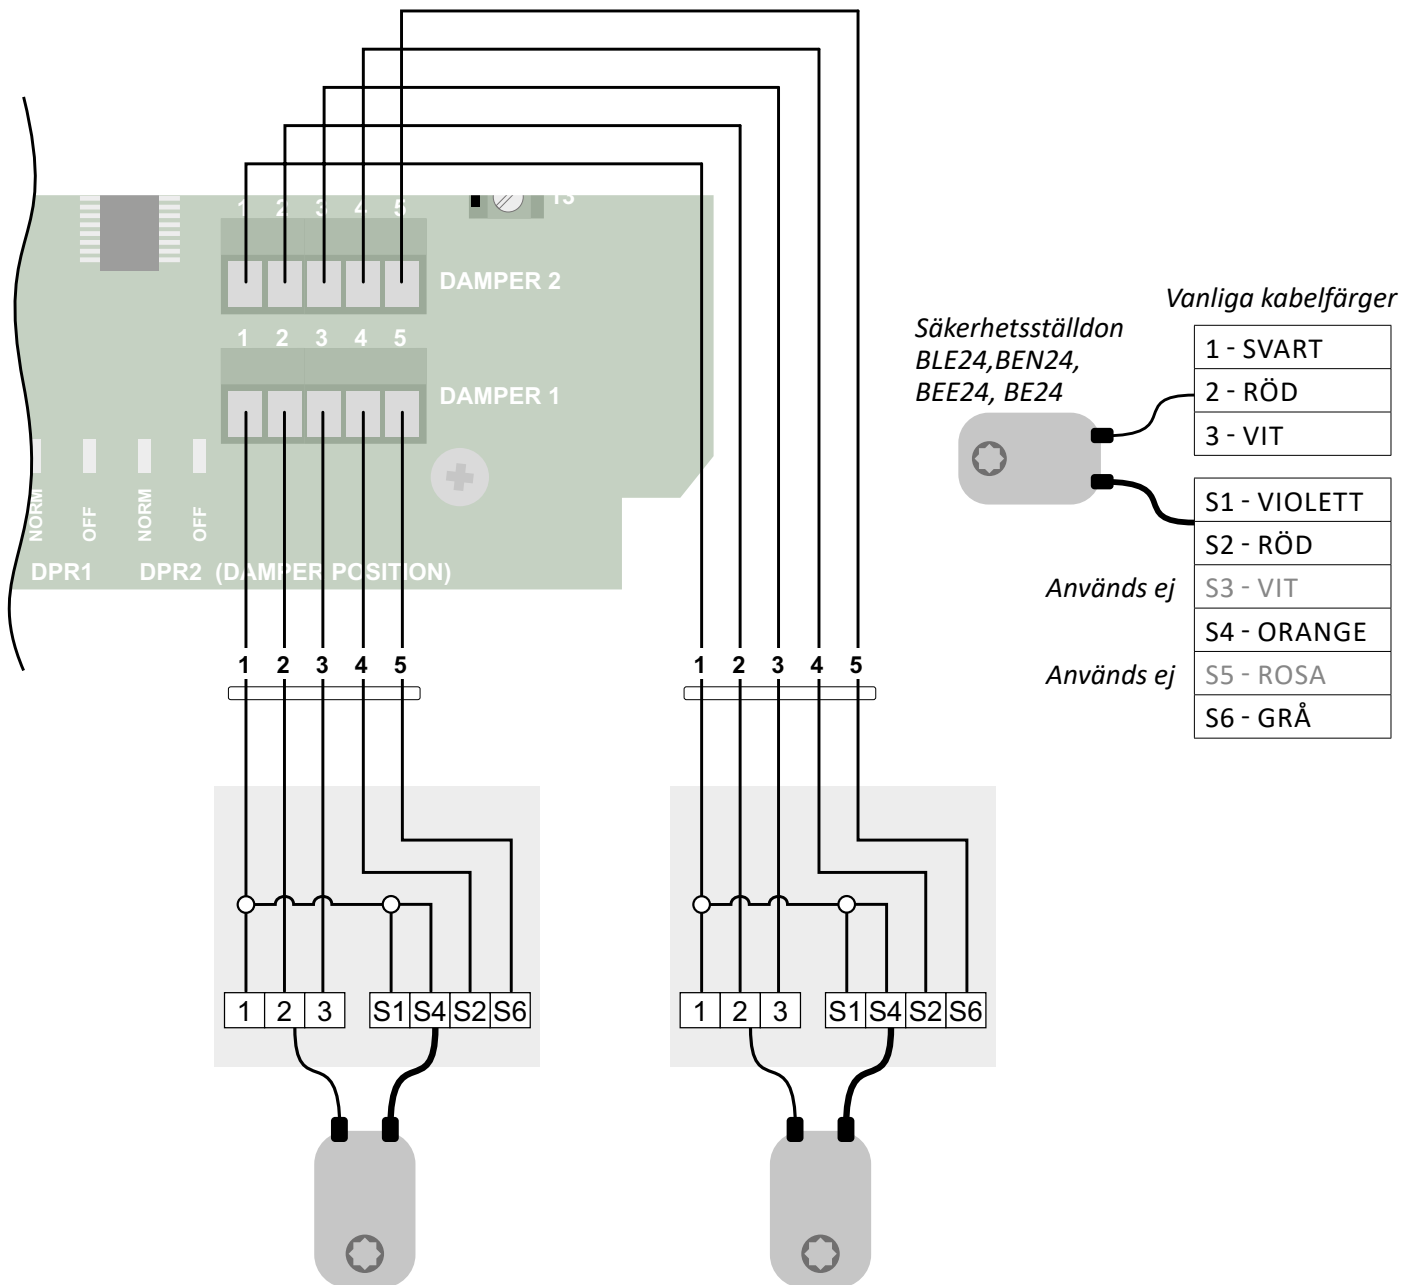 1 2 3 4 5
13
DAMPER 2
1 2 3 4 5
DAMPER 1
NORM
OFF
NORM
OFF
DPR1 DPR2 (DAMPER POSITION)
Säkerhetsställdon
BLE24,BEN24,
BEE24, BE24
Vanliga kabelfärger
1 - SVART
2 - RÖD
3 - VIT
S1 - VIOLETT
S2 - RÖD
Används ej S3 - VIT
S4 - ORANGE
Används ej S5 - ROSA
S6 - GRÅ
1 2 3 4 5
1 2 3 4 5
1 2 3 S1 S4 S2 S6
1 2 3 S1 S4 S2 S6